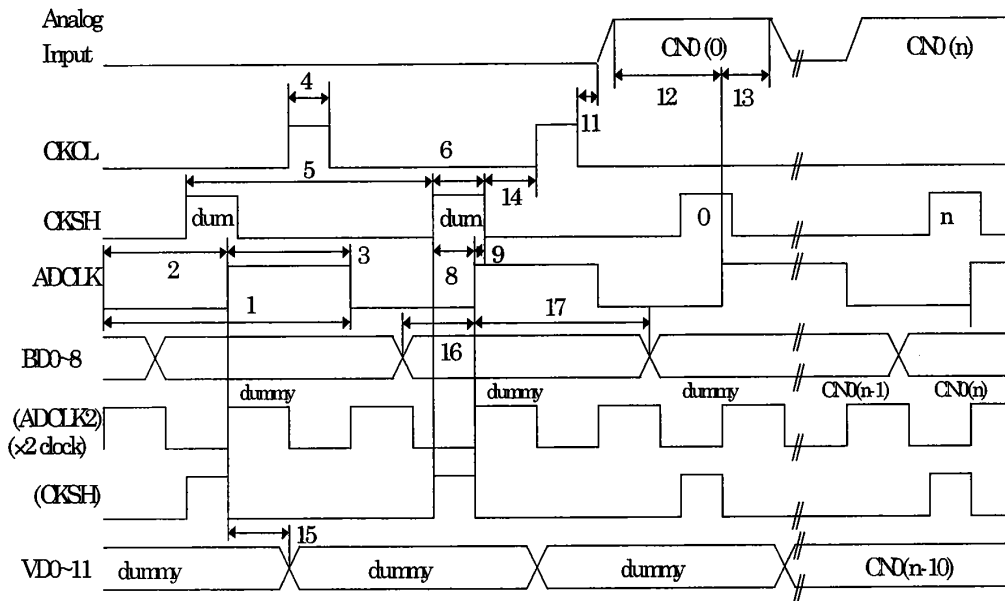 Analog
Input
CN0 (0)
CN0 (n)
4
12
13
11
CKCL
6
5
14
CKSH
dum
dum
0
n
2
3
8
9
ADCLK
1
17
16
BD0~8
dummy
dummy
dummy
CN0(n-1)
CN0(n)
(ADCLK2)
(×2 clock)
(CKSH)
15
VD0~11
dummy
dummy
dummy
CN0(n-10)